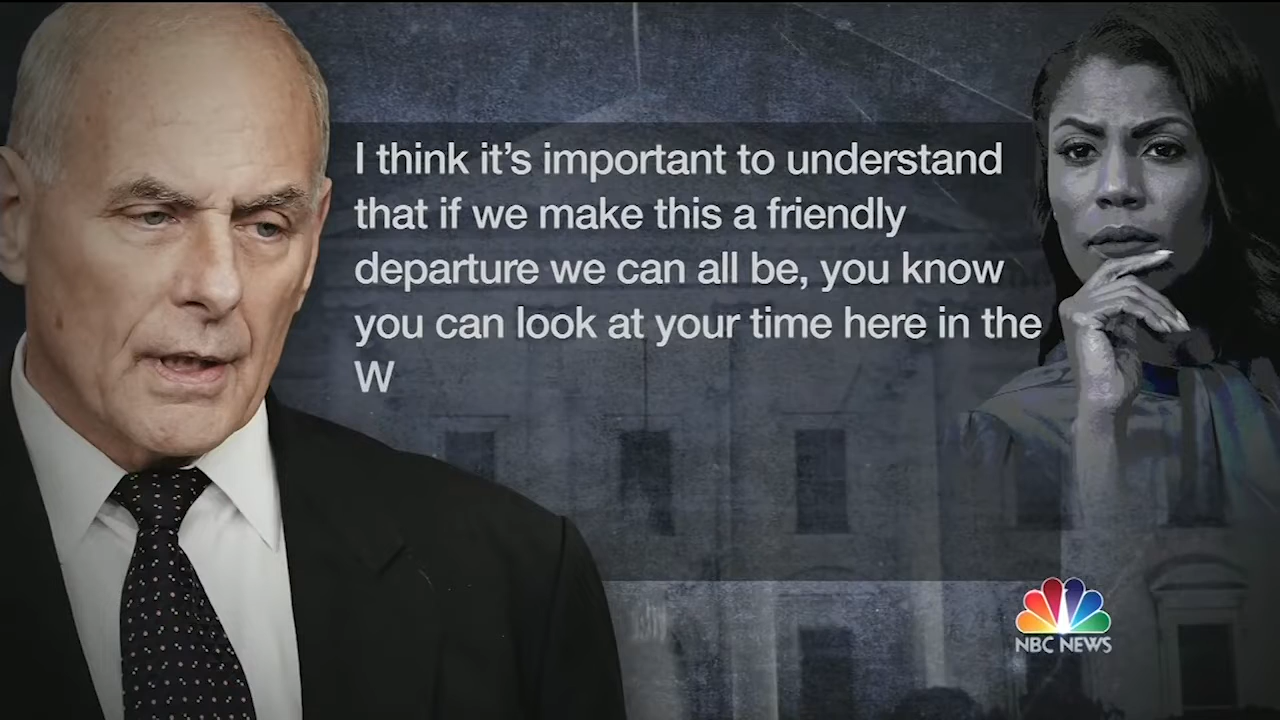 I think it's important to understand
that if we make this a friendly
departure we can all be, you know
you can look at your time here in the
W
NBC NEWS